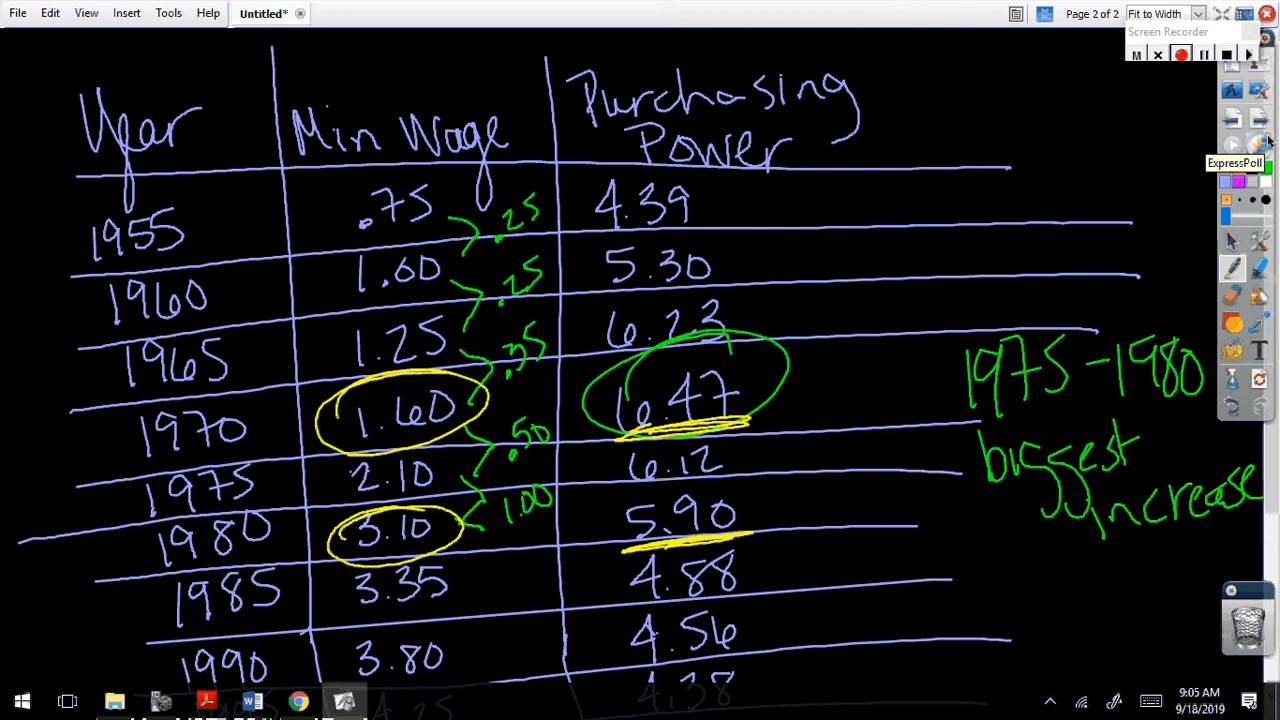 File Edit View Insert Tools Help Untitled* Page 2 of 2 Fit to Width
Screen Recorder
M
ExpressPoll
Year Min Wage Purchasing Power
1955 .75 4.39
.25
1960 1.00 5.30
.25
1965 1.25 6.23
.35
1970 1.60 6.47
.50
1975 2.10 6.12
1.00
1980 3.10 5.90
1985 3.35 4.88
1990 3.80 4.56
4.25 4.38
1975-1980
biggest
increase
9:05 AM
9/18/2019